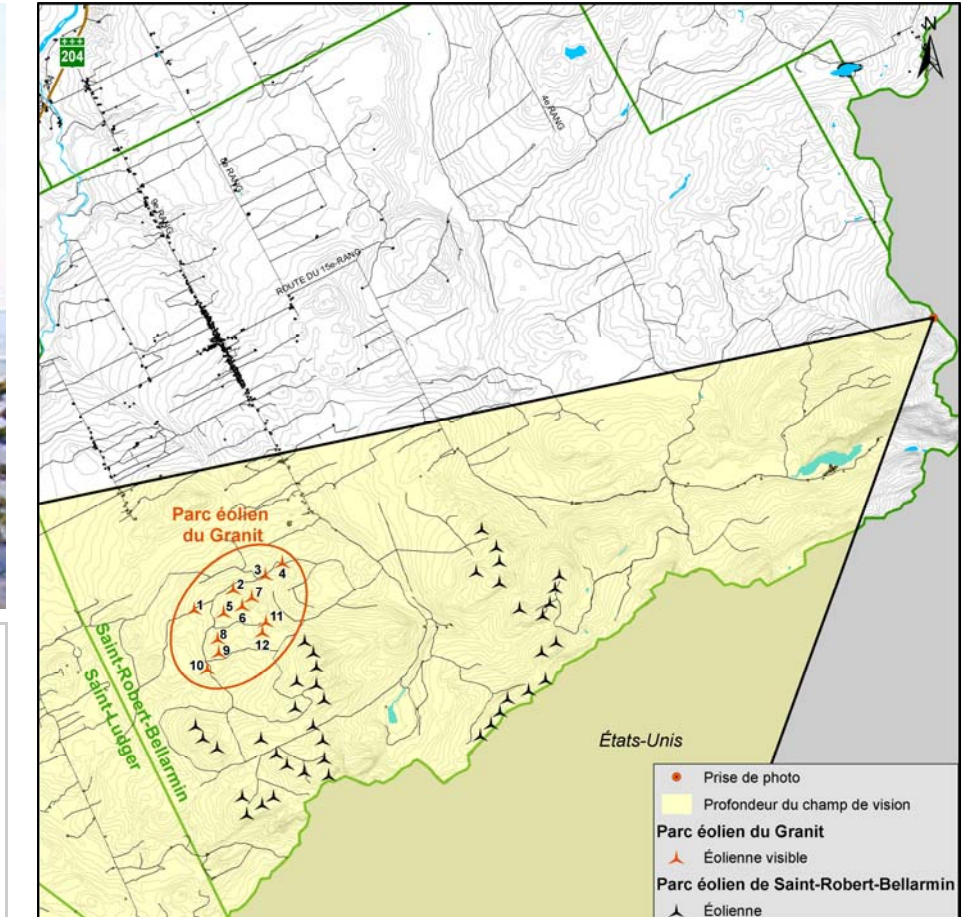 N
204
4e RANG
5e RANG
9e RANG
ROUTE DU 15e-RANG
Parc éolien
du Granit
3
4
2
7
1
5
6
11
8
12
9
10
Saint-Robert-Bellarmin
Saint-Ludger
États-Unis
Prise de photo
Profondeur du champ de vision
Parc éolien du Granit
Éolienne visible
Parc éolien de Saint-Robert-Bellarmin
Éolienne